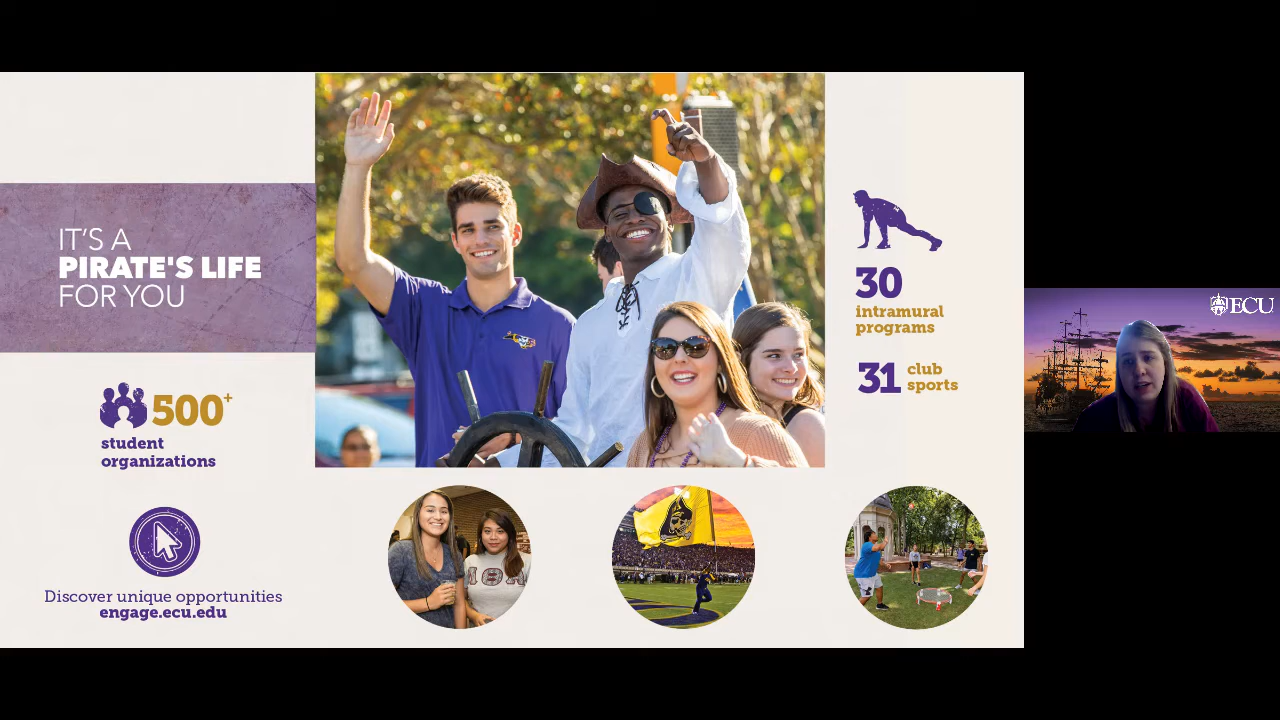 IT'S A
PIRATE'S LIFE
FOR YOU
500+
student
organizations
Discover unique opportunities
engage.ecu.edu
30
intramural
programs
31 club
sports
ECU